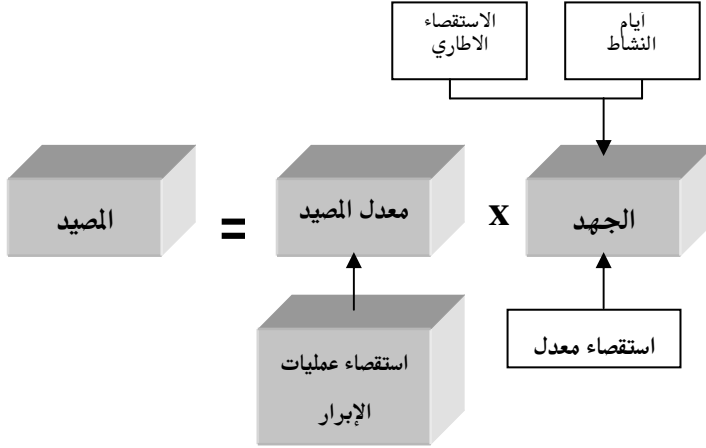 الاستقصاء
الاطاري
أيام
النشاط
المصيد
=
معدل المصيد
x
الجهد
استقصاء عمليات
الإبرار
استقصاء معدل